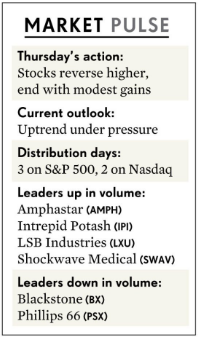 MARKET PULSE
Thursday's action:
Stocks reverse higher,
end with modest gains
Current outlook:
Uptrend under pressure
Distribution days:
3 on S&P 500, 2 on Nasdaq
Leaders up in volume:
Amphastar (AMPH)
Intrepid Potash (IPI)
LSB Industries (LXU)
Shockwave Medical (SWAV)
Leaders down in volume:
Blackstone (BX)
Phillips 66 (PSX)